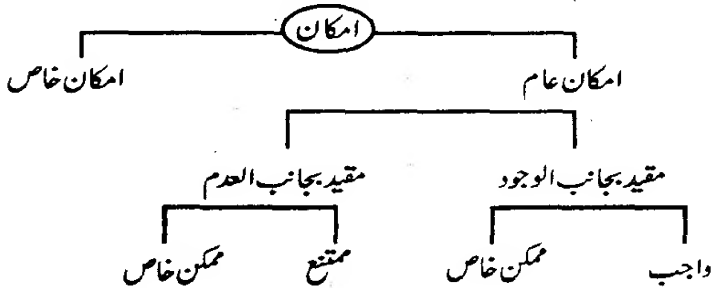 امکان
امکان عام امکان خاص
مقید بجانب الوجود مقید بجانب العدم
واجب ممکن خاص ممتنع ممکن خاص